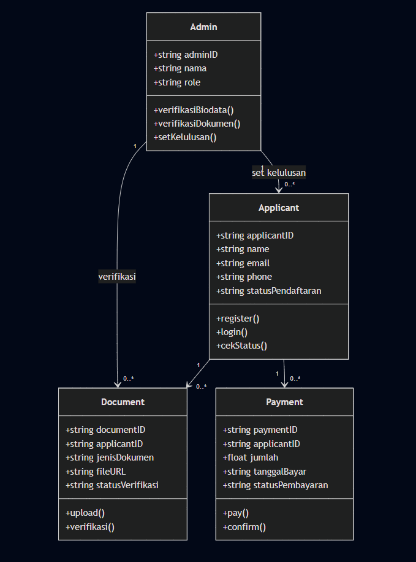 Admin
+string adminID
+string nama
+string role
+verifikasiBiodata()
+verifikasiDokumen()
+setKelulusan()
1
set kelulusan
0..*
Applicant
+string applicantID
+string name
+string email
+string phone
+string statusPendaftaran
+register()
+login()
+cekStatus()
verifikasi
1
1
0..*
0..*
0..*
Document
+string documentID
+string applicantID
+string jenisDokumen
+string fileURL
+string statusVerifikasi
+upload()
+verifikasi()
Payment
+string paymentID
+string applicantID
+float jumlah
+string tanggalBayar
+string statusPembayaran
+pay()
+confirm()